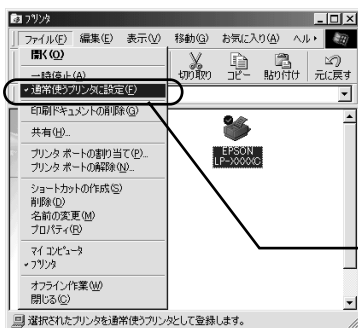 プリンタ
ファイル(F) 編集(E) 表示(V) 移動(G) お気に入り(A) ヘル
開く(O)
一時停止(A)
通常使うプリンタに設定(F)
印刷ドキュメントの削除(G)
共有(H)...
プリンタ ポートの割り当て(P)...
プリンタ ポートの解除(N)...
ショートカットの作成(S)
削除(D)
名前の変更(M)
プロパティ(R)
マイ コンピュータ
プリンタ
オフライン作業(W)
閉じる(C)
切り取り コピー 貼り付け 元に戻す
EPSON
LP-XXXXC
選択されたプリンタを通常使うプリンタとして登録します。